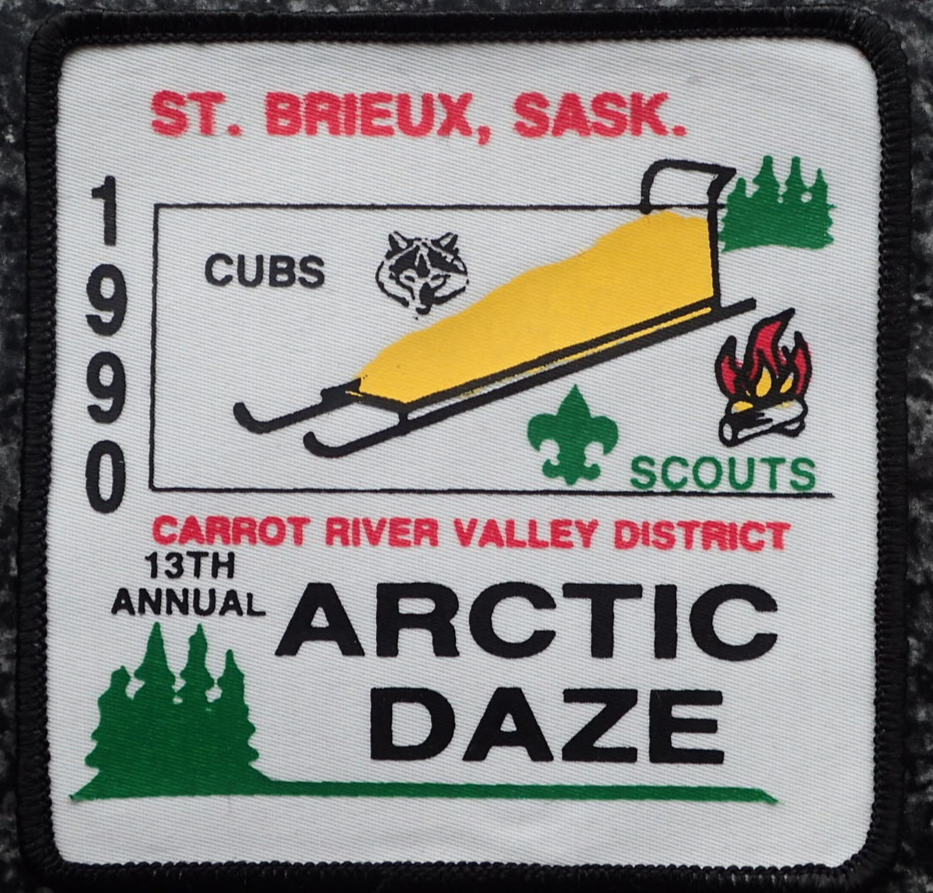 ST. BRIEUX, SASK.
1990
CUBS
SCOUTS
CARROT RIVER VALLEY DISTRICT
13TH
ANNUAL
ARCTIC
DAZE